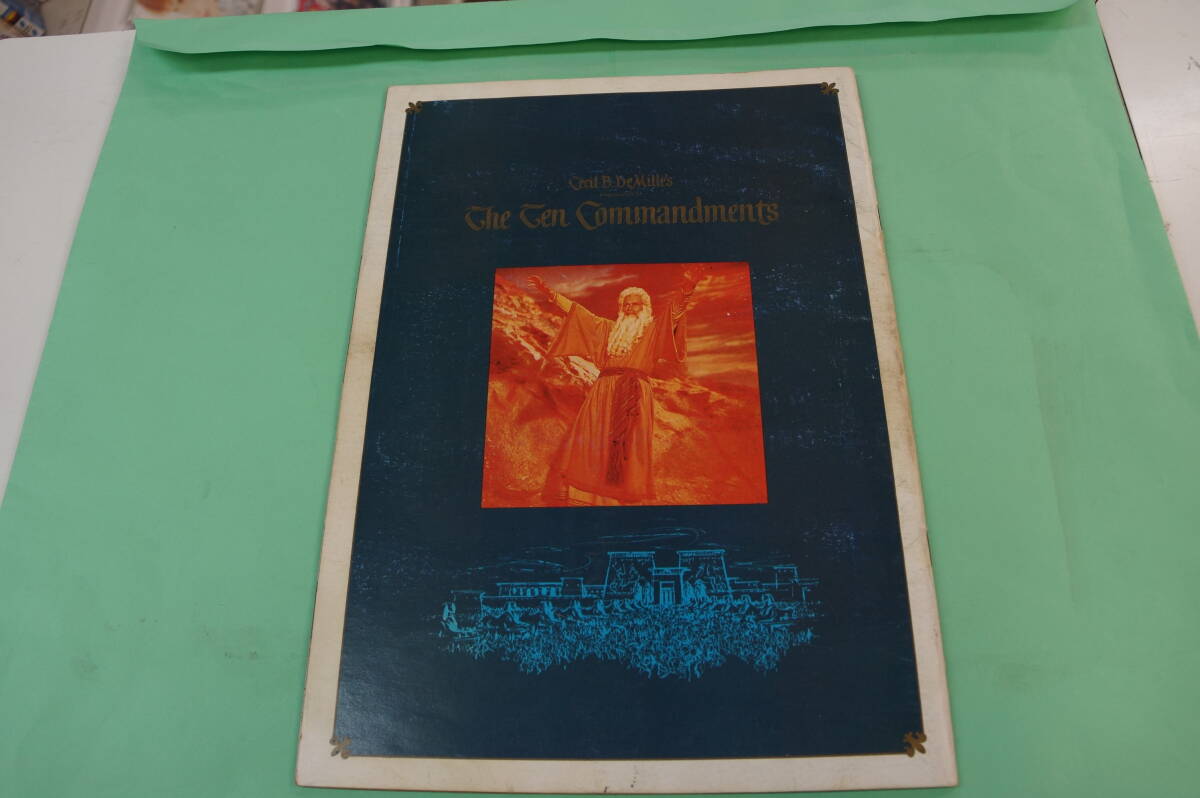 Cecil B. DeMille's
The Ten Commandments